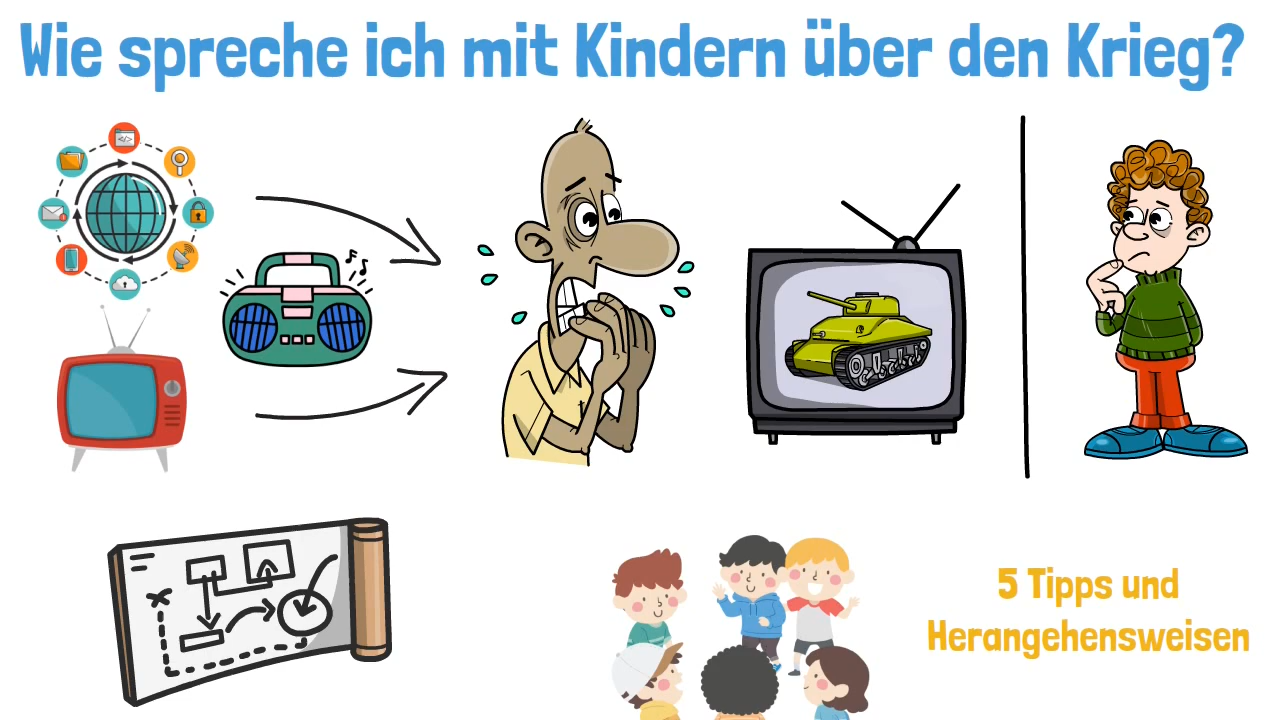 Wie spreche ich mit Kindern über den Krieg?
5 Tipps und
Herangehensweisen